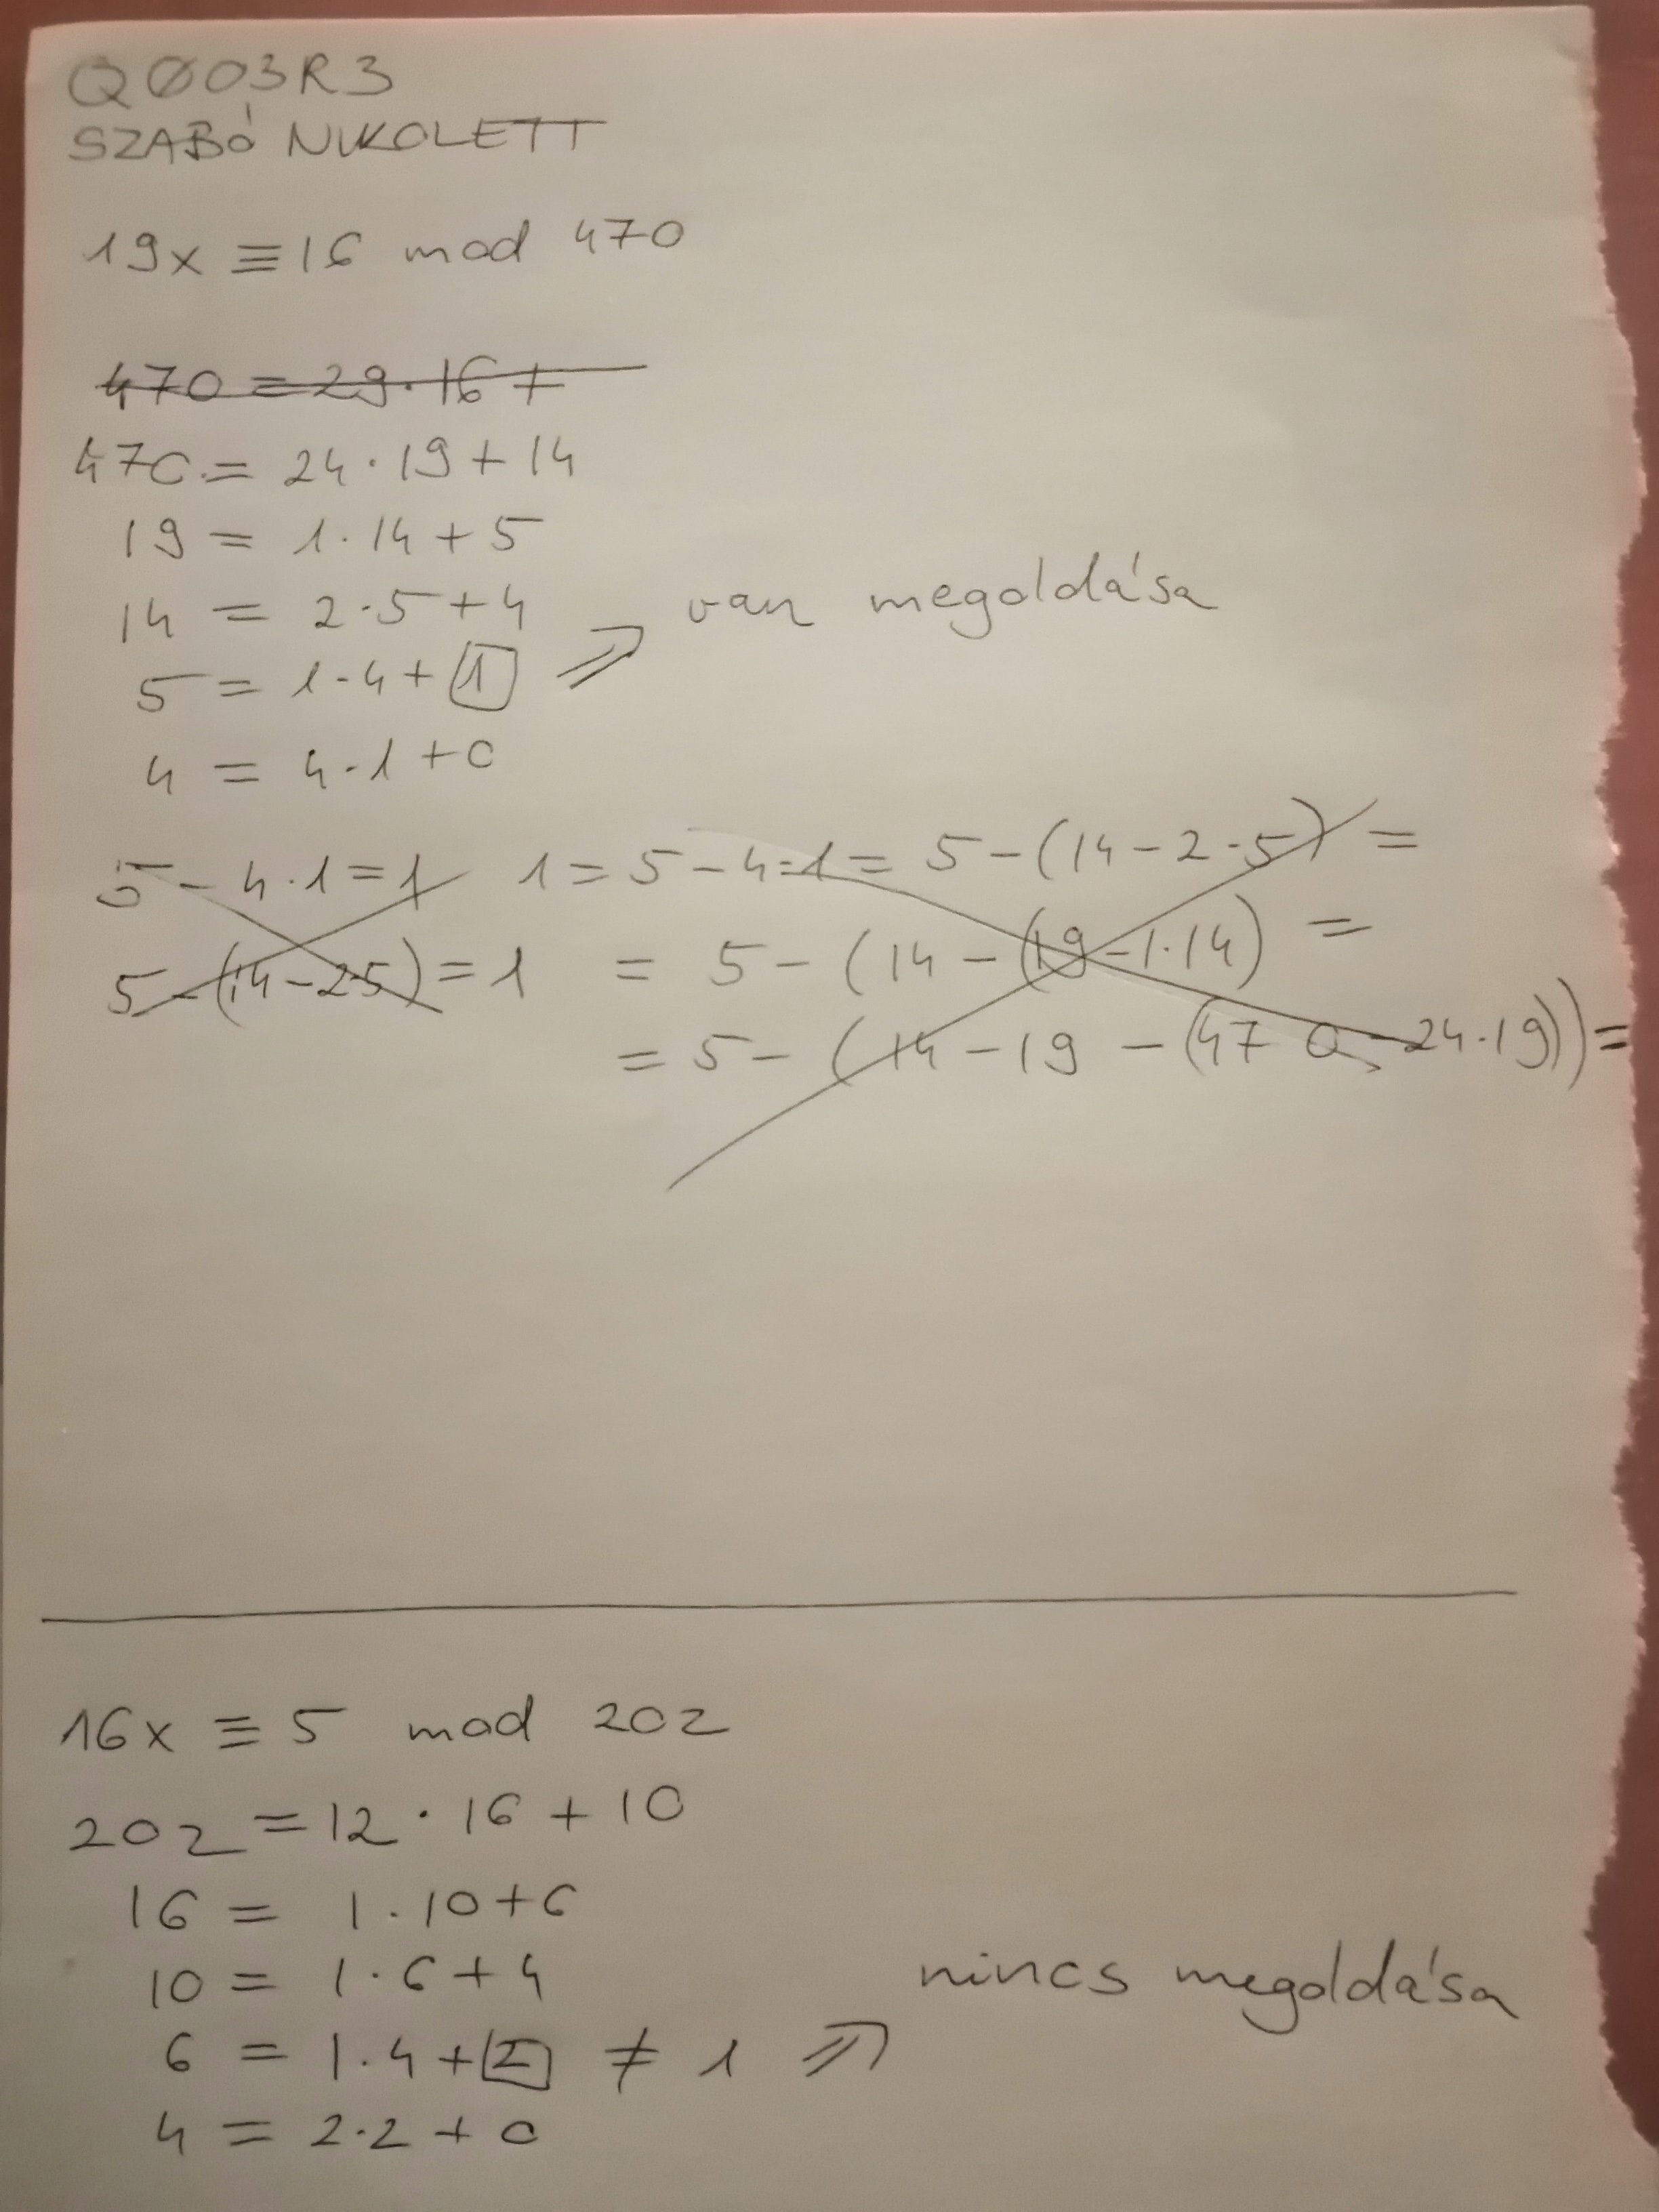 QØ03R3
SZABÓ NIKOLETT
19x ≡ 16 mod 470
470 = 29·16 +
470 = 24·19 + 14
19 = 1·14 + 5
14 = 2·5 + 4
5 = 1·4 + 1 ⇒ van megoldása
4 = 4·1 + 0
5 - 4·1 = 1 1 = 5 - 4·1 = 5 - (14 - 2·5) =
5 - (14 - 25) = 1 = 5 - (14 - (19 - 1·14) =
= 5 - (14 - 19 - (470 - 24·19)) =
16x ≡ 5 mod 202
202 = 12·16 + 10
16 = 1·10 + 6
10 = 1·6 + 4
6 = 1·4 + 2 ≠ 1 ⇒ nincs megoldása
4 = 2·2 + 0